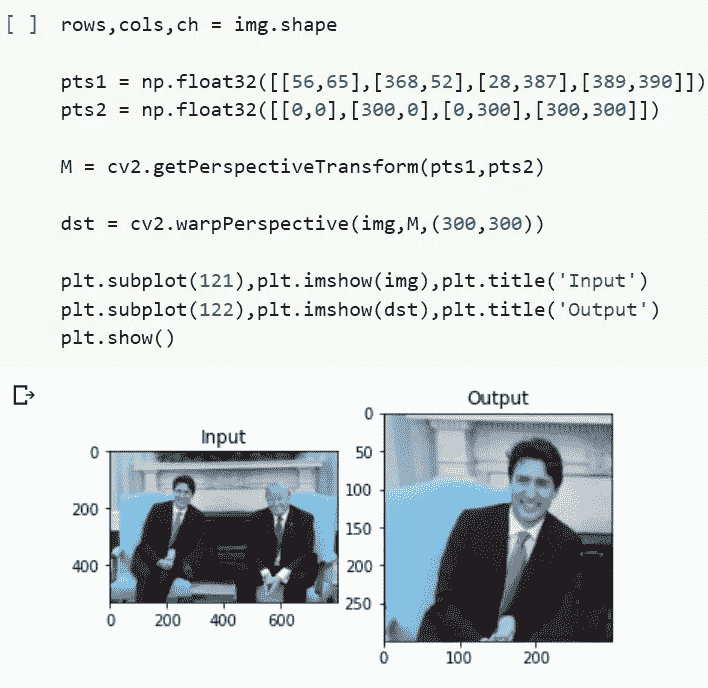 [ ] rows,cols,ch = img.shape
pts1 = np.float32([[56,65],[368,52],[28,387],[389,390]])
pts2 = np.float32([[0,0],[300,0],[0,300],[300,300]])
M = cv2.getPerspectiveTransform(pts1,pts2)
dst = cv2.warpPerspective(img,M,(300,300))
plt.subplot(121),plt.imshow(img),plt.title('Input')
plt.subplot(122),plt.imshow(dst),plt.title('Output')
plt.show()
Input
0
200
400
0 200 400 600
Output
0
50
100
150
200
250
0 100 200